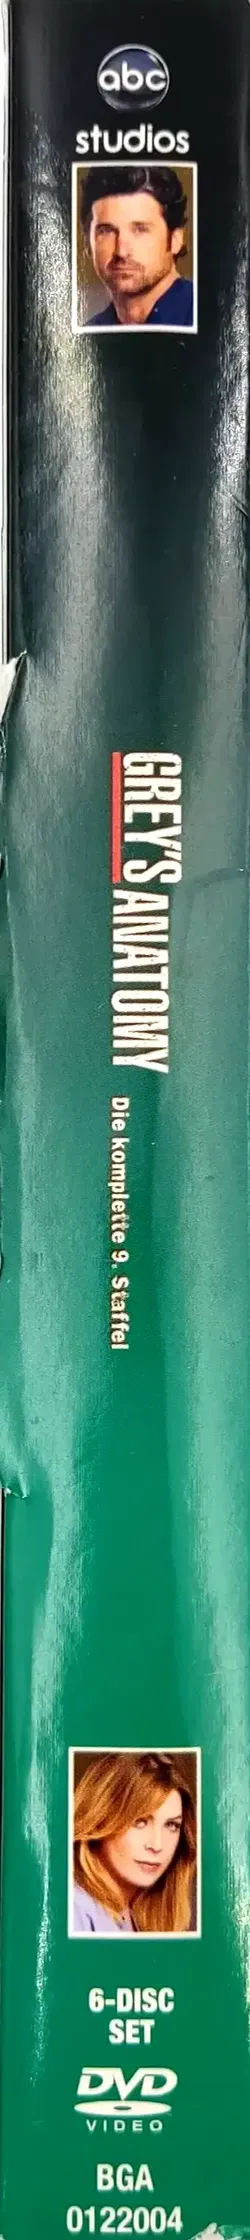 abc
studios
GREY'S ANATOMY
Die komplette 9. Staffel
6-DISC
SET
DVD
VIDEO
BGA
0122004